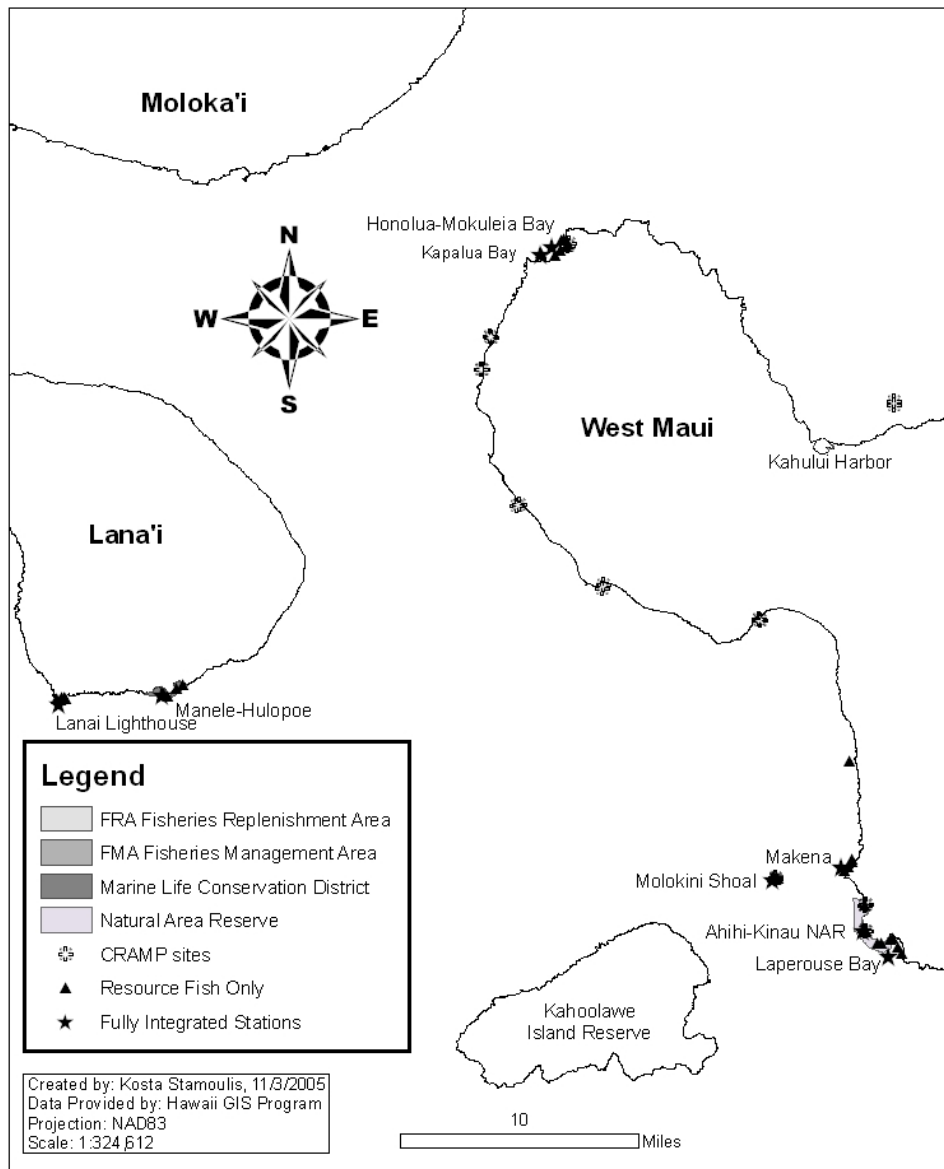 Moloka'i
Honolua-Mokuleia Bay
Kapalua Bay
N
W
E
S
West Maui
Kahului Harbor
Lana'i
Lanai Lighthouse
Manele-Hulopoe
Makena
Molokini Shoal
Ahihi-Kinau NAR
Laperouse Bay
Kahoolawe
Island Reserve
Legend
FRA Fisheries Replenishment Area
FMA Fisheries Management Area
Marine Life Conservation District
Natural Area Reserve
CRAMP sites
Resource Fish Only
Fully Integrated Stations
Created by: Kosta Stamoulis, 11/3/2005
Data Provided by: Hawaii GIS Program
Projection: NAD83
Scale: 1:324,612
10
Miles